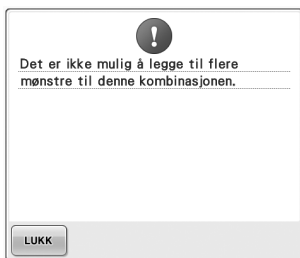 Det er ikke mulig å legge til flere
mønstre til denne kombinasjonen.
LUKK